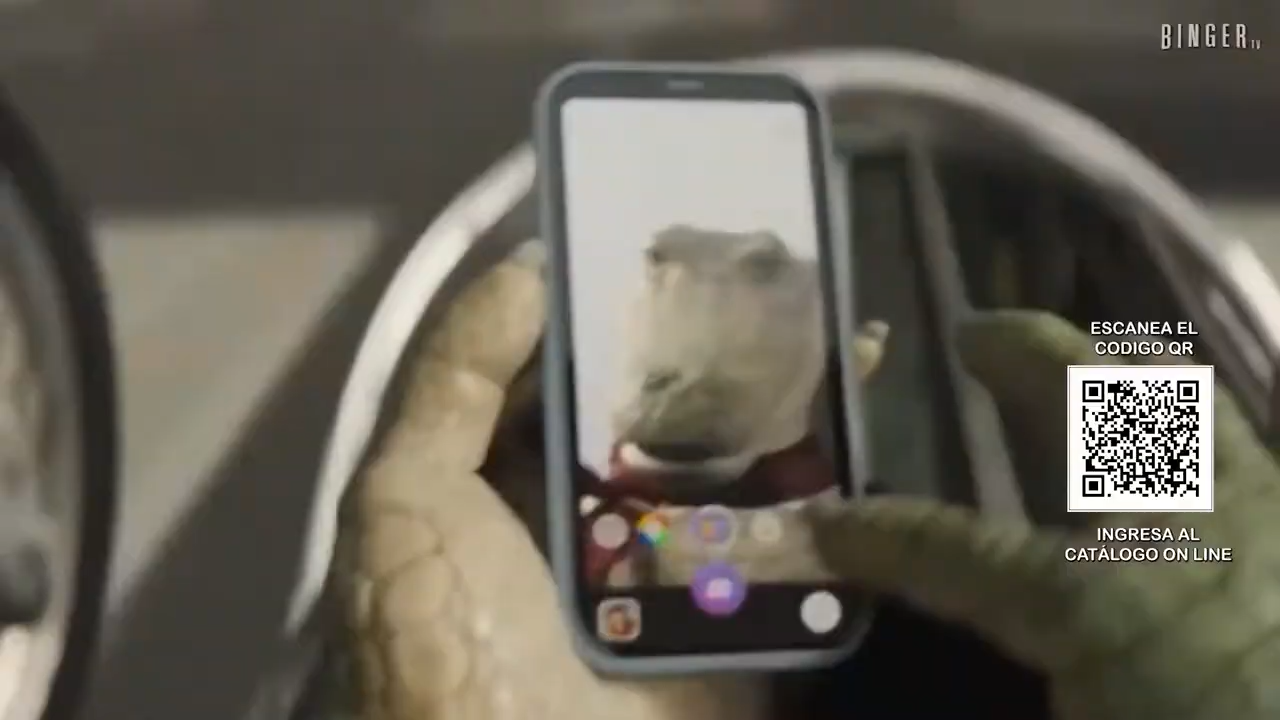 BINGER TV
ESCANEA EL
CODIGO QR
INGRESA AL
CATÁLOGO ON LINE